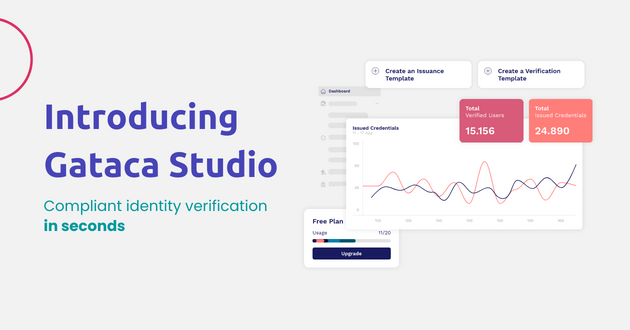 Introducing
Gataca Studio
Compliant identity verification
in seconds
Create an Issuance
Template
Create a Verification
Template
Dashboard
Total
Verified Users
15.156
Total
Issued Credentials
24.890
Issued Credentials
Free Plan
Usage
11/20
Upgrade